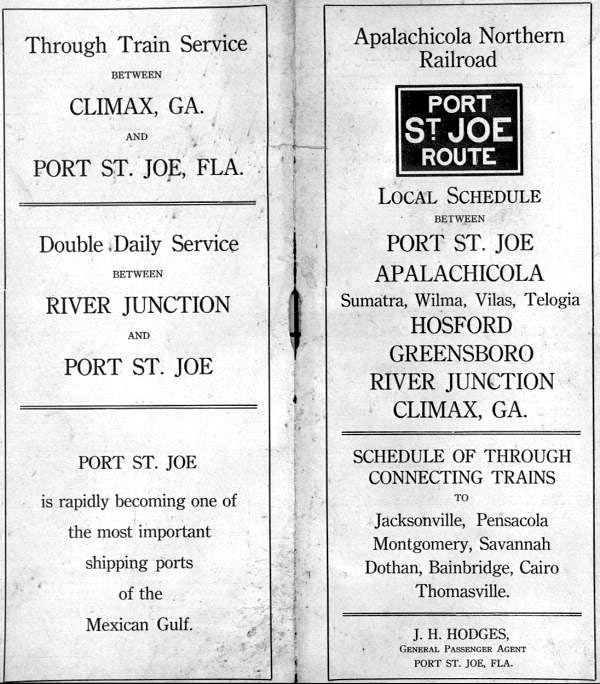 Through Train Service
BETWEEN
CLIMAX, GA.
AND
PORT ST. JOE, FLA.
Double Daily Service
BETWEEN
RIVER JUNCTION
AND
PORT ST. JOE
PORT ST. JOE
is rapidly becoming one of
the most important
shipping ports
of the
Mexican Gulf.
Apalachicola Northern
Railroad
PORT
ST. JOE
ROUTE
LOCAL SCHEDULE
BETWEEN
PORT ST. JOE
APALACHICOLA
Sumatra, Wilma, Vilas, Telogia
HOSFORD
GREENSBORO
RIVER JUNCTION
CLIMAX, GA.
SCHEDULE OF THROUGH
CONNECTING TRAINS
TO
Jacksonville, Pensacola
Montgomery, Savannah
Dothan, Bainbridge, Cairo
Thomasville.
J. H. HODGES,
GENERAL PASSENGER AGENT
PORT ST. JOE, FLA.